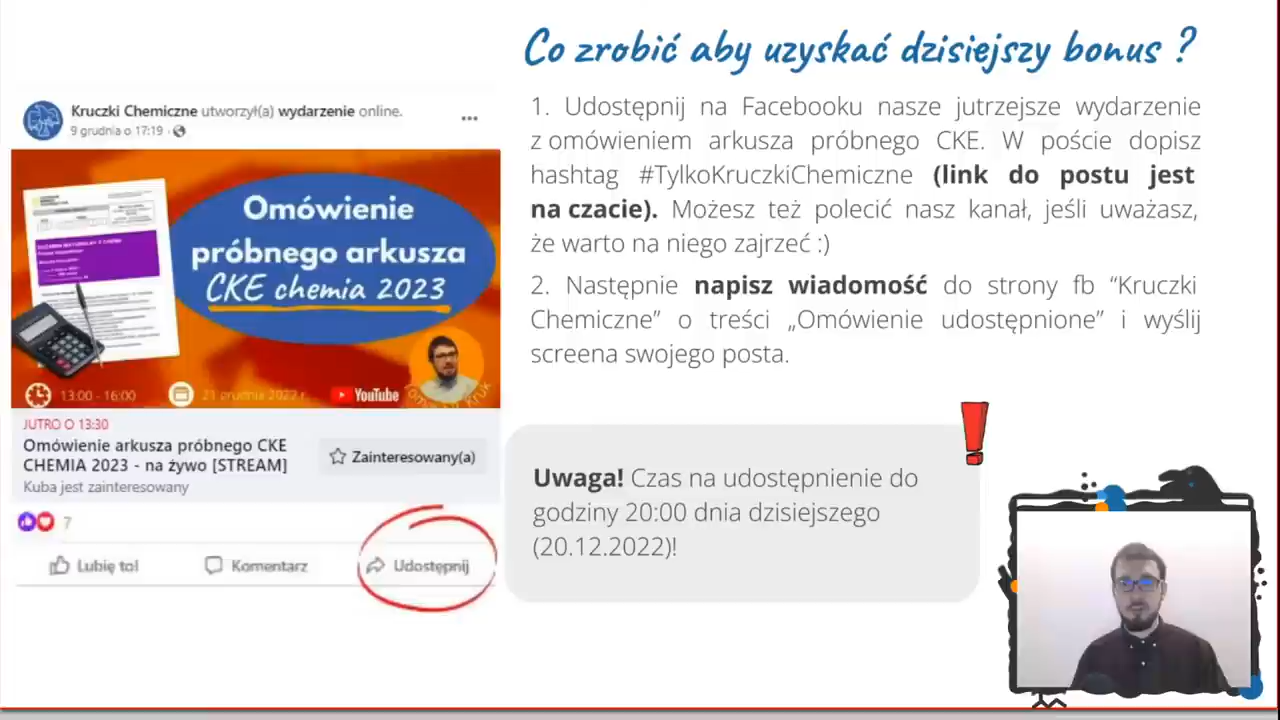 Co zrobić aby uzyskać dzisiejszy bonus ?
Kruczki Chemiczne utworzył(a) wydarzenie online.
9 grudnia o 17:19 ·
Omówienie
próbnego arkusza
CKE chemia 2023
13:00 - 16:00
21 grudnia 2022 r.
YouTube
JUTRO O 13:30
Omówienie arkusza próbnego CKE
CHEMIA 2023 - na żywo [STREAM]
Zainteresowany(a)
Kuba jest zainteresowany
7
Lubię to!
Komentarz
Udostępnij
1. Udostępnij na Facebooku nasze jutrzejsze wydarzenie
z omówieniem arkusza próbnego CKE. W poście dopisz
hashtag #TylkoKruczkiChemiczne (link do postu jest
na czacie). Możesz też polecić nasz kanał, jeśli uważasz,
że warto na niego zajrzeć :)
2. Następnie napisz wiadomość do strony fb “Kruczki
Chemiczne” o treści „Omówienie udostępnione” i wyślij
screena swojego posta.
Uwaga! Czas na udostępnienie do
godziny 20:00 dnia dzisiejszego
(20.12.2022)!